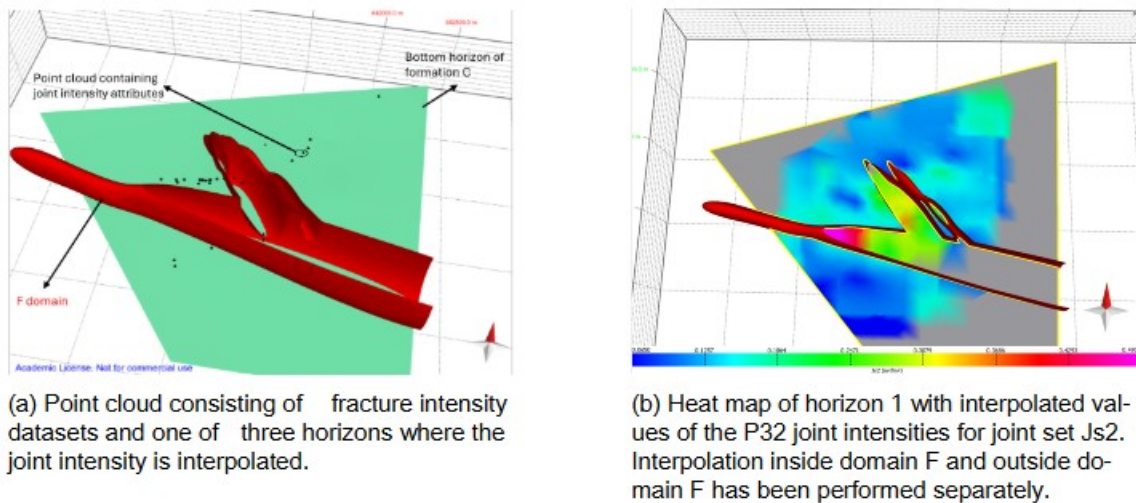 Point cloud containing
joint intensity attributes
Bottom horizon of
formation C
F domain
Academic License: Not for commercial use
(a) Point cloud consisting of fracture intensity
datasets and one of three horizons where the
joint intensity is interpolated.
(b) Heat map of horizon 1 with interpolated val-
ues of the P32 joint intensities for joint set Js2.
Interpolation inside domain F and outside do-
main F has been performed separately.